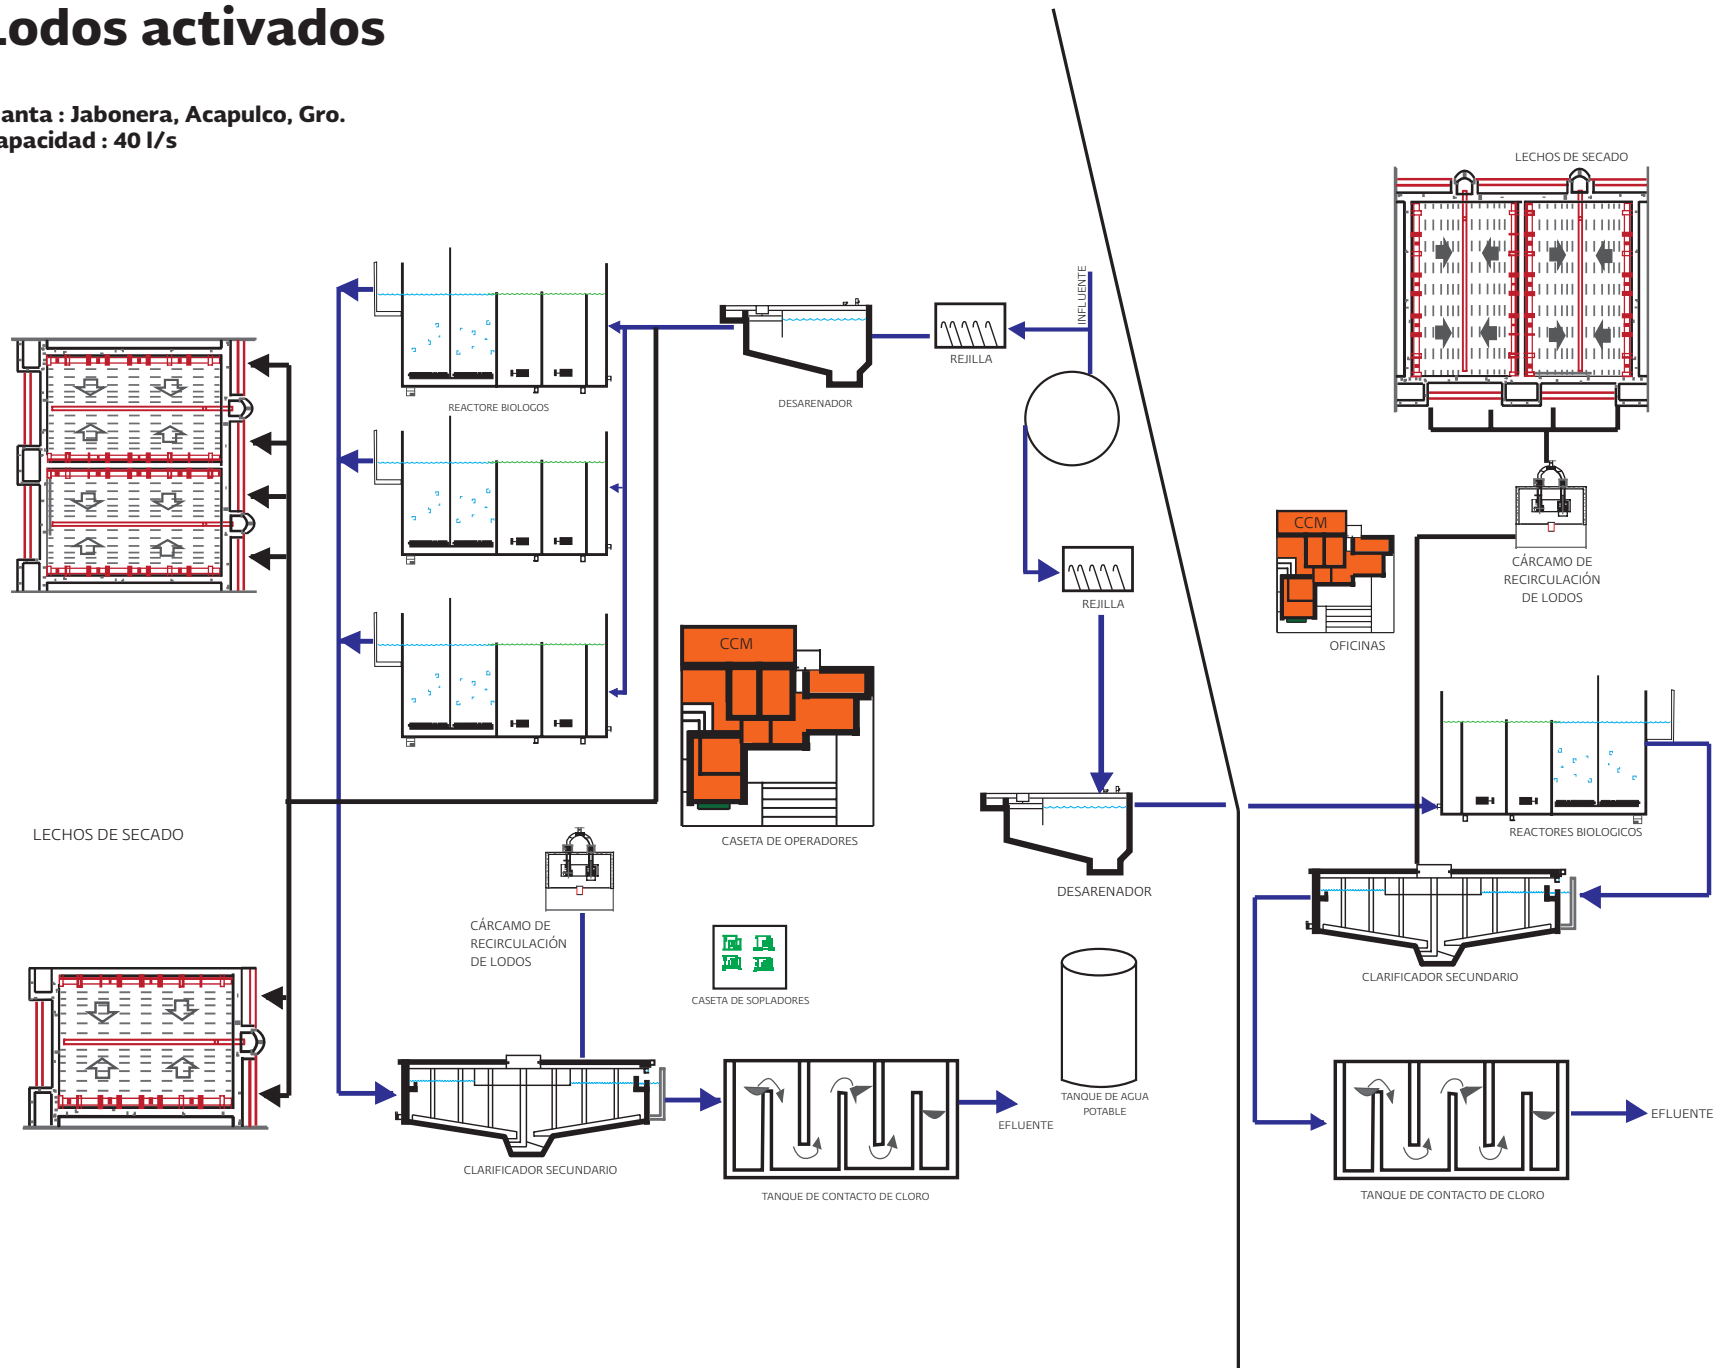 Lodos activados
anta : Jabonera, Acapulco, Gro.
apacidad : 40 l/s
LECHOS DE SECADO
INFLUENTE
REJILLA
DESARENADOR
REACTORE BIOLOGOS
CCM
CÁRCAMO DE
RECIRCULACIÓN
DE LODOS
REJILLA
OFICINAS
CCM
LECHOS DE SECADO
CASETA DE OPERADORES
REACTORES BIOLOGICOS
DESARENADOR
CÁRCAMO DE
RECIRCULACIÓN
DE LODOS
CASETA DE SOPLADORES
CLARIFICADOR SECUNDARIO
TANQUE DE AGUA
POTABLE
EFLUENTE
EFLUENTE
CLARIFICADOR SECUNDARIO
TANQUE DE CONTACTO DE CLORO
TANQUE DE CONTACTO DE CLORO